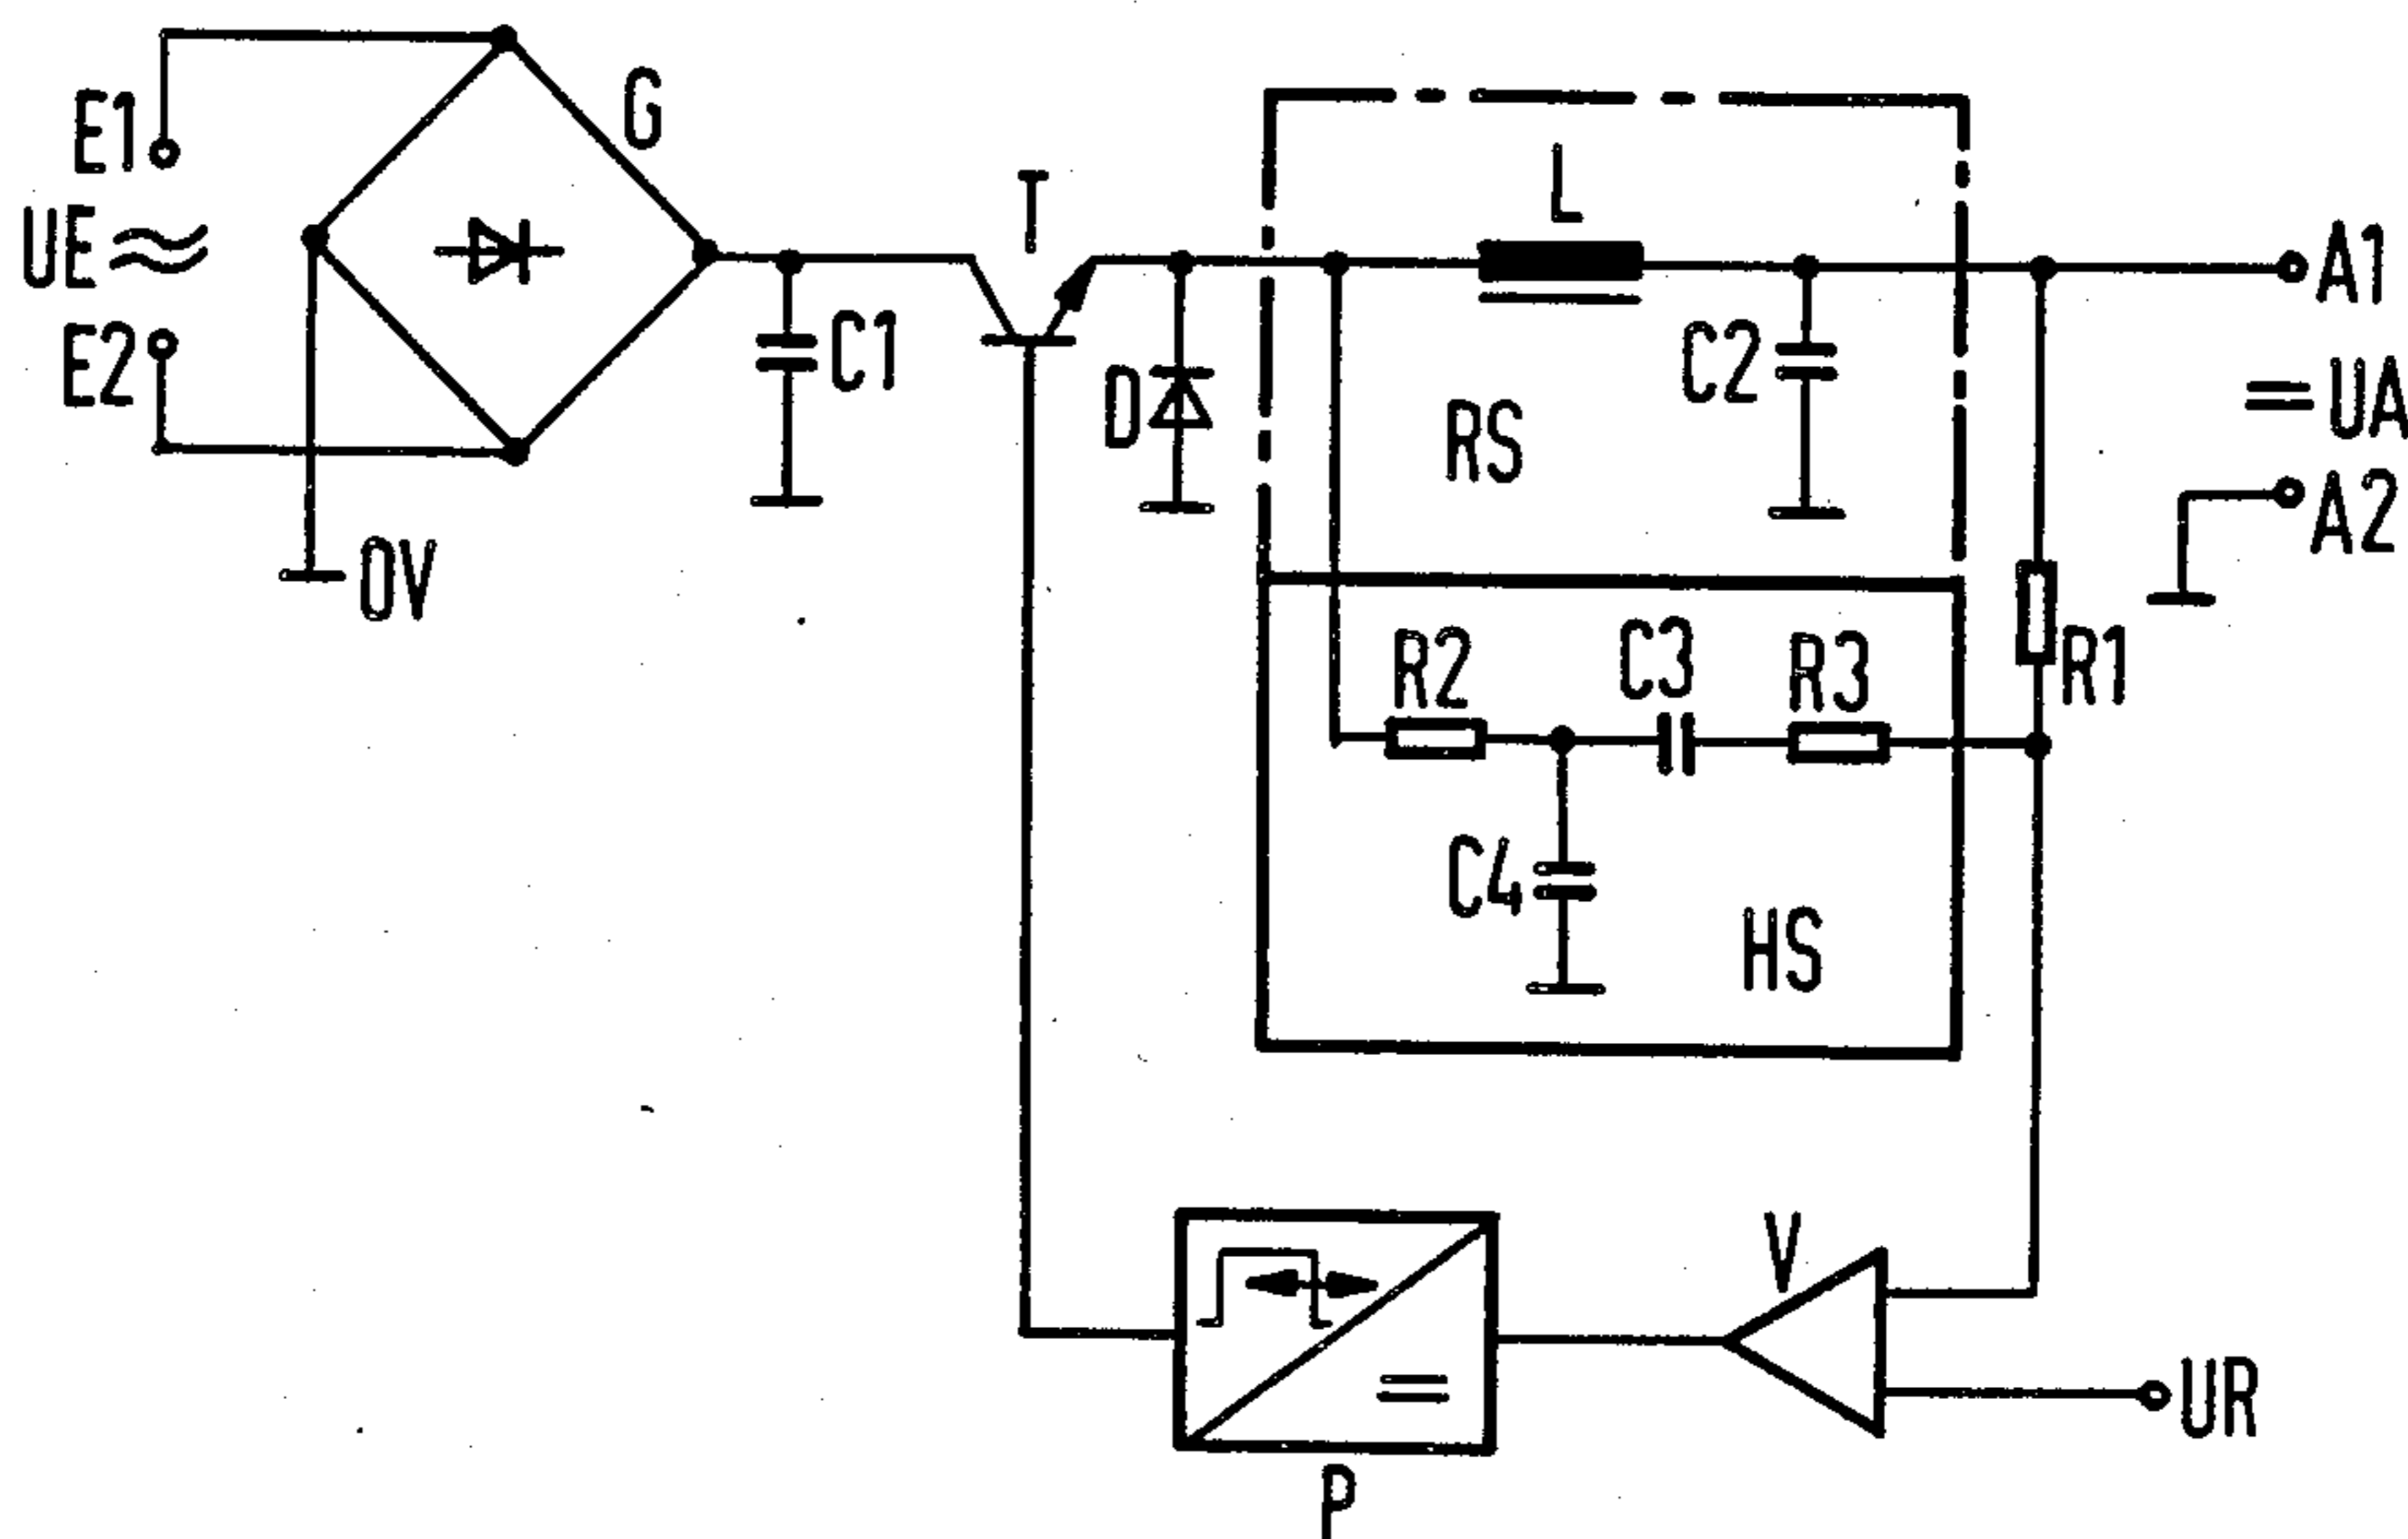 E1
UE
E2
G
0V
C1
T
D
L
RS
C2
A1
= UA
A2
R1
R2
C3
R3
C4
HS
V
UR
=
P